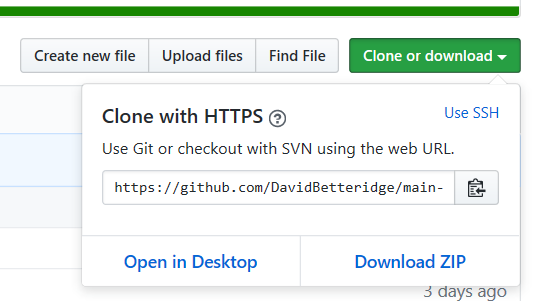 Create new file Upload files Find File Clone or download
Clone with HTTPS ?
Use SSH
Use Git or checkout with SVN using the web URL.
https://github.com/DavidBetteridge/main-
Open in Desktop Download ZIP
3 days ago